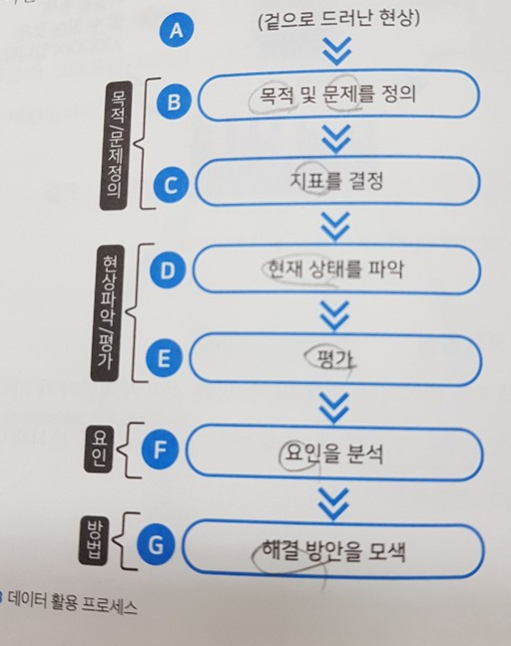 A (겉으로 드러난 현상)
목적/문제정의
B 목적 및 문제를 정의
C 지표를 결정
현상파악/평가
D 현재 상태를 파악
E 평가
요인
F 요인을 분석
방법
G 해결 방안을 모색
데이터 활용 프로세스